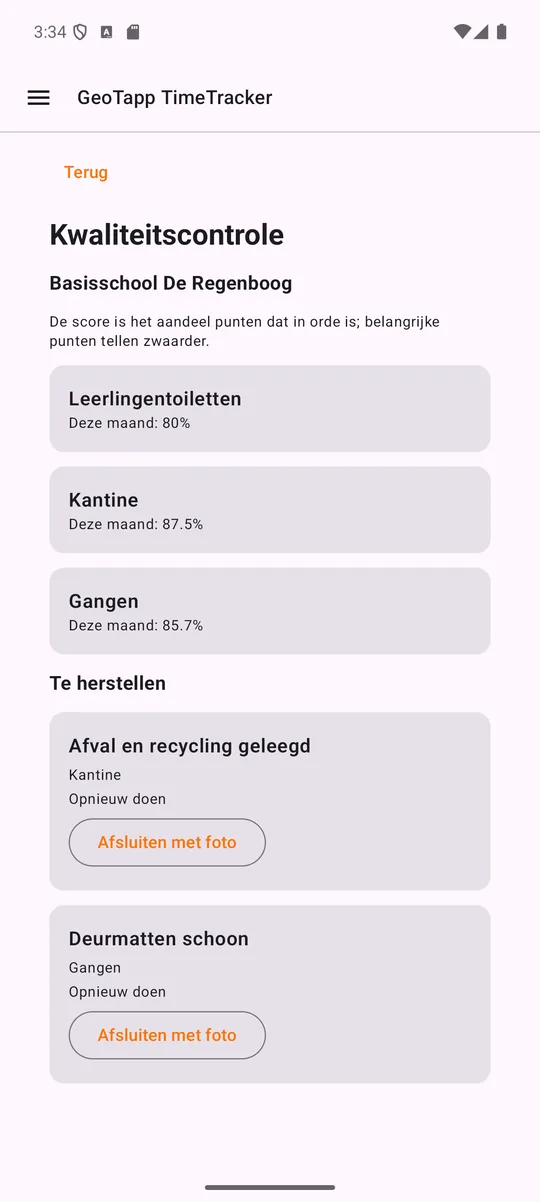 3:34
GeoTapp TimeTracker
Terug
Kwaliteitscontrole
Basisschool De Regenboog
De score is het aandeel punten dat in orde is; belangrijke
punten tellen zwaarder.
Leerlingentoiletten
Deze maand: 80%
Kantine
Deze maand: 87.5%
Gangen
Deze maand: 85.7%
Te herstellen
Afval en recycling geleegd
Kantine
Opnieuw doen
Afsluiten met foto
Deurmatten schoon
Gangen
Opnieuw doen
Afsluiten met foto